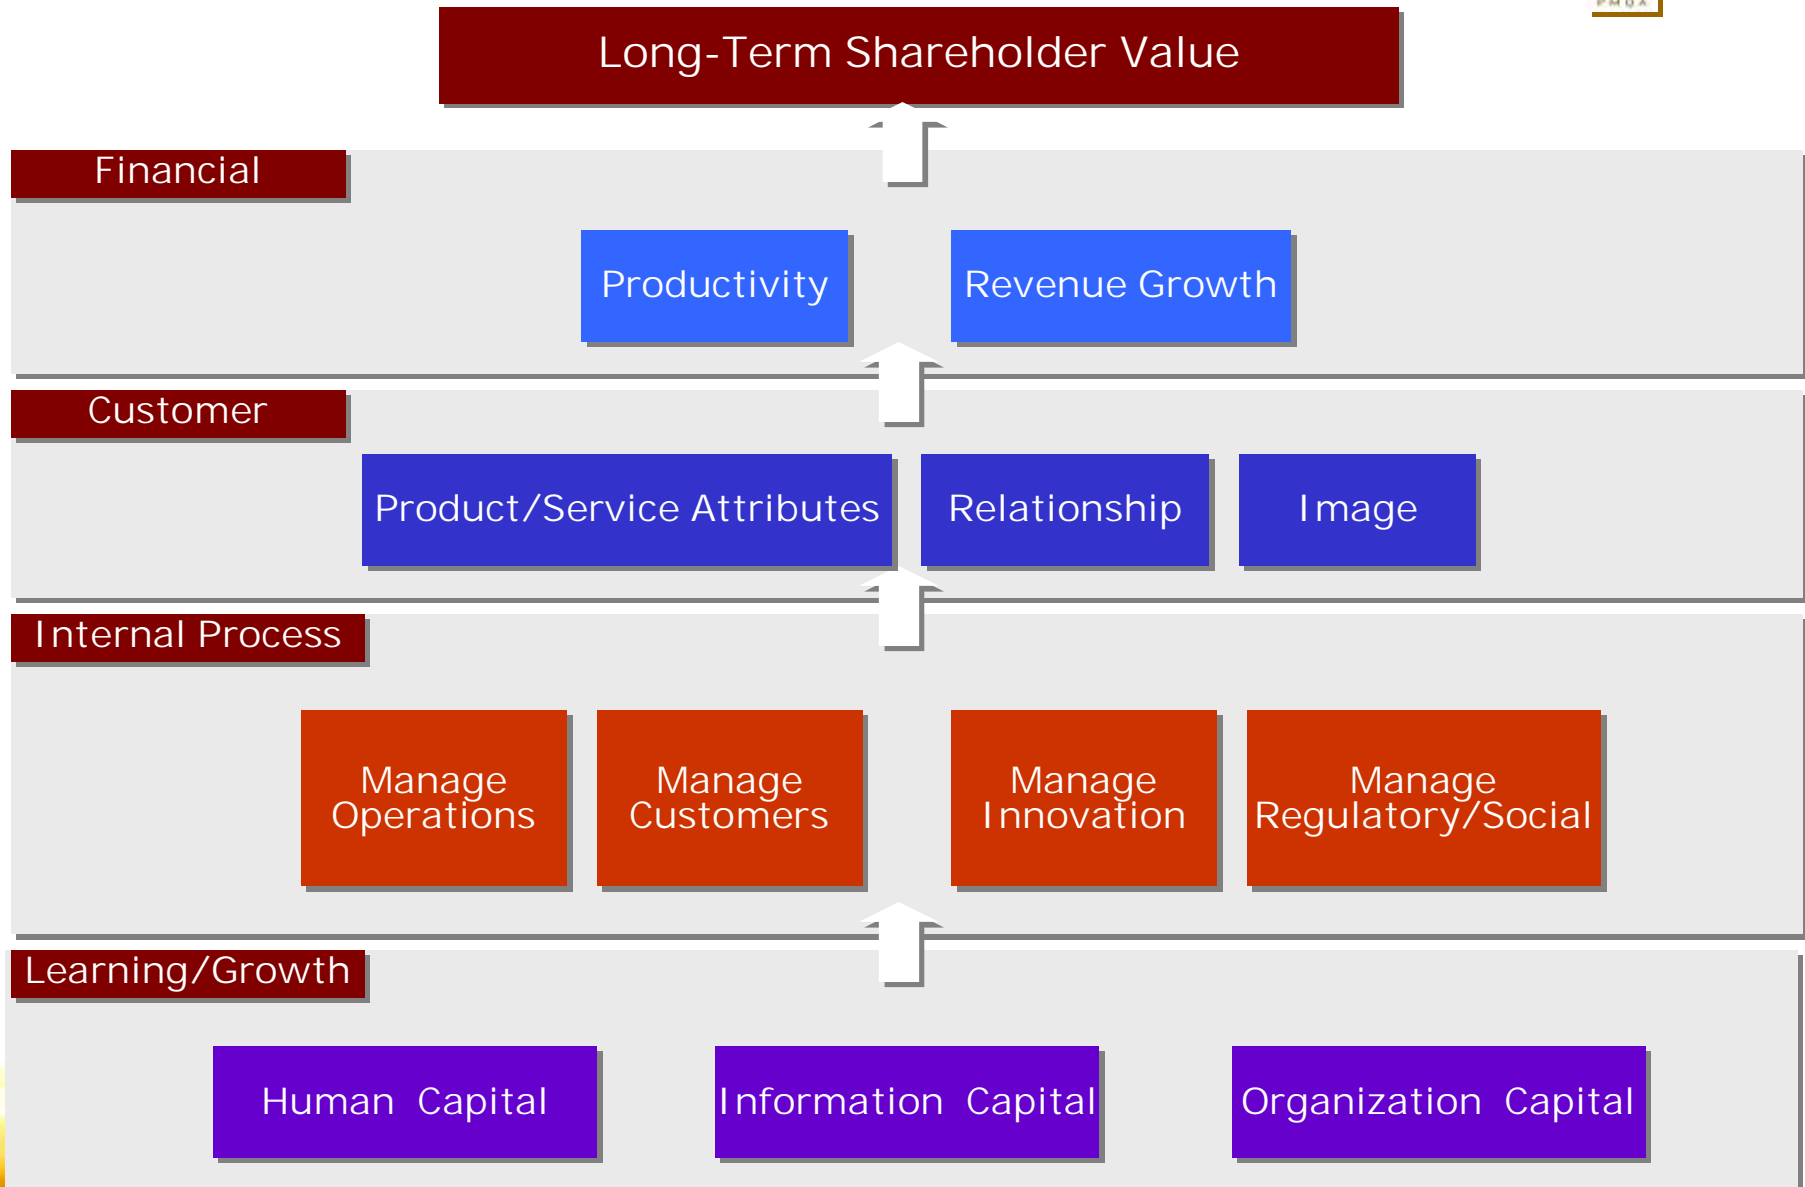 PMQA
Long-Term Shareholder Value
Financial
Productivity
Revenue Growth
Customer
Product/Service Attributes
Relationship
Image
Internal Process
Manage
Operations
Manage
Customers
Manage
Innovation
Manage
Regulatory/Social
Learning/Growth
Human Capital
Information Capital
Organization Capital